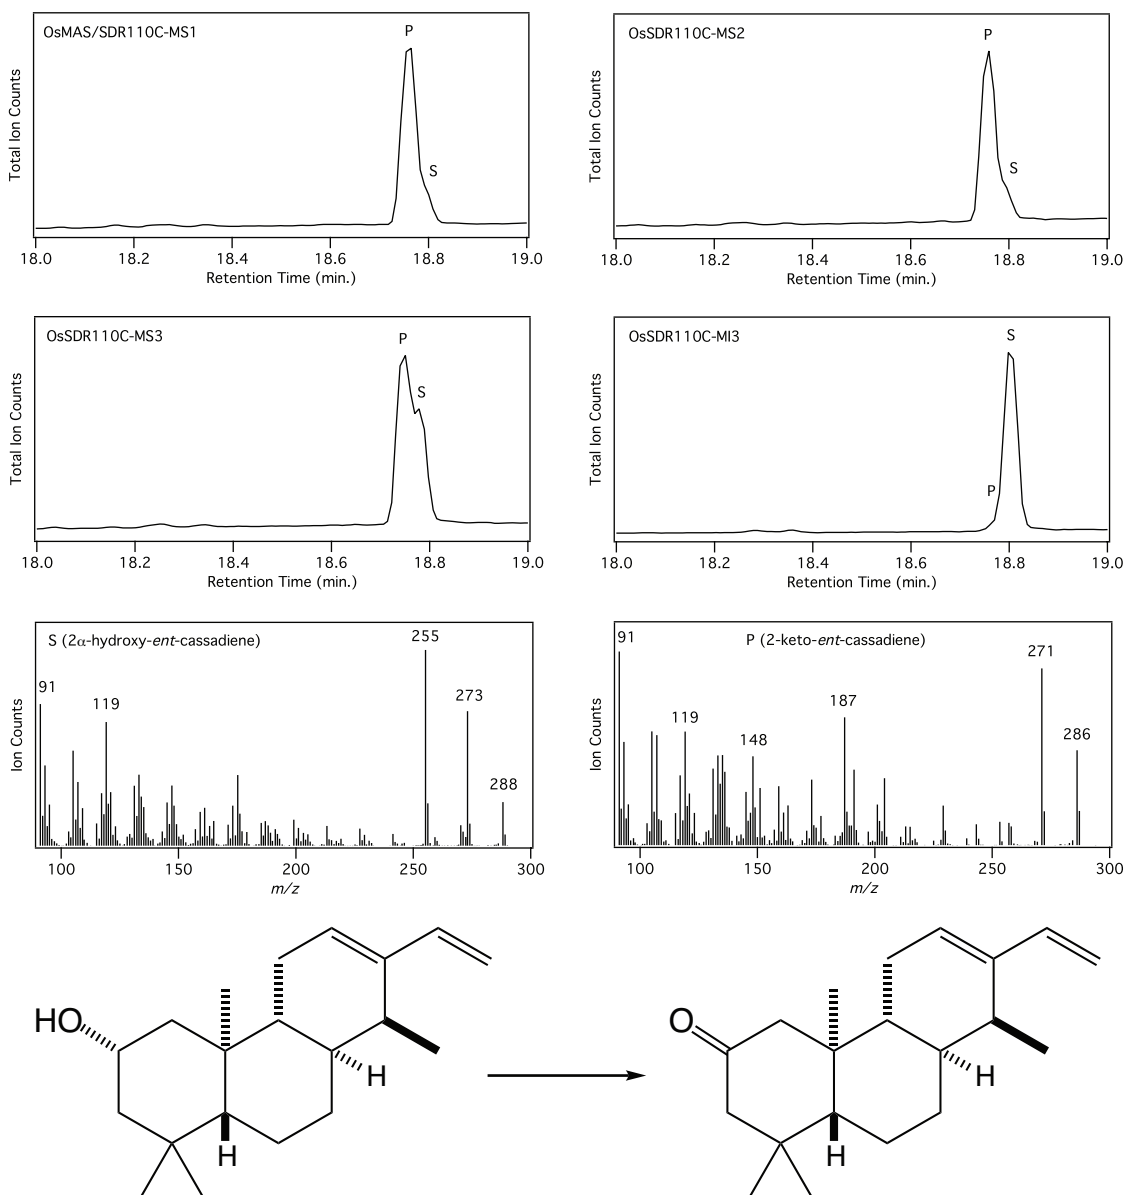 OsMAS/SDR110C-MS1
P
S
Total Ion Counts
18.0 18.2 18.4 18.6 18.8 19.0
Retention Time (min.)
OsSDR110C-MS2
P
S
Total Ion Counts
18.0 18.2 18.4 18.6 18.8 19.0
Retention Time (min.)
OsSDR110C-MS3
P
S
Total Ion Counts
18.0 18.2 18.4 18.6 18.8 19.0
Retention Time (min.)
OsSDR110C-MI3
S
P
Total Ion Counts
18.0 18.2 18.4 18.6 18.8 19.0
Retention Time (min.)
S (2α-hydroxy-ent-cassadiene)
255
91
273
119
288
Ion Counts
100 150 200 250 300
m/z
P (2-keto-ent-cassadiene)
91
271
187
119
286
148
Ion Counts
100 150 200 250 300
m/z
HO
H
H
O
H
H